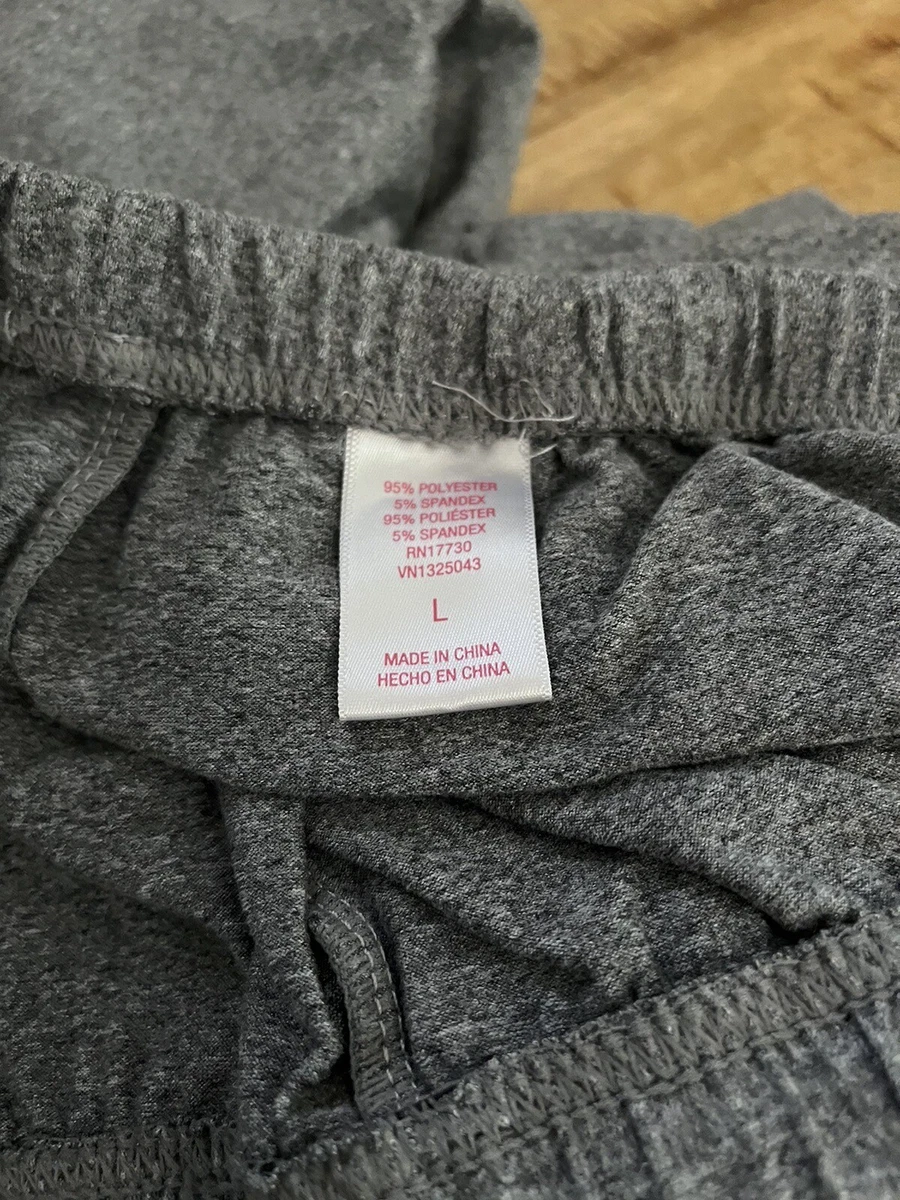 95% POLYESTER
5% SPANDEX
95% POLIÉSTER
5% SPANDEX
RN17730
VN1325043
L
MADE IN CHINA
HECHO EN CHINA